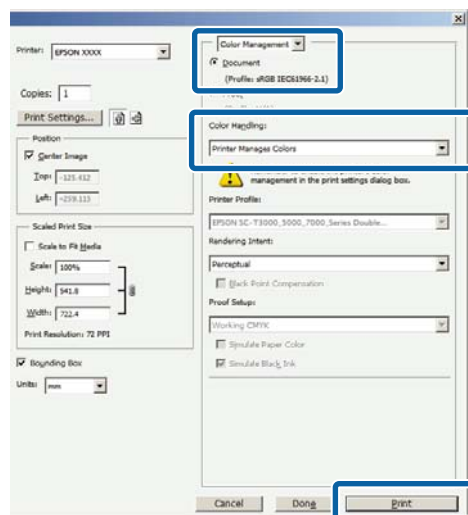 Printer: EPSON XXXX
Copies: 1
Print Settings...
Position
Center Image
Top: -125.412
Left: -259.113
Scaled Print Size
Scale to Fit Media
Scale: 100%
Height: 541.8
Width: 722.4
Print Resolution: 72 PPI
Bounding Box
Units: mm
Color Management
Document
(Profile: sRGB IEC61966-2.1)
Color Handling:
Printer Manages Colors
management in the print settings dialog box.
Printer Profile:
EPSON SC-T3000_5000_7000_Series Double...
Rendering Intent:
Perceptual
Black Point Compensation
Proof Setup:
Working CMYK
Simulate Paper Color
Simulate Black Ink
Cancel
Done
Print